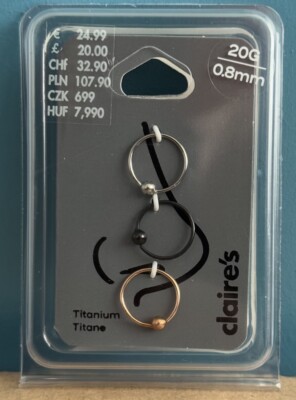 € 24.99
£ 20.00
CHf 32.90
PLN 107.90
CZK 699
HUF 7,990
20G
0.8mm
claire's
Titanium
Titane